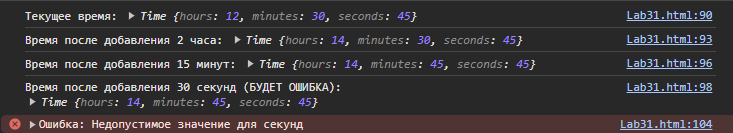 Текущее время: ▶ Time {hours: 12, minutes: 30, seconds: 45} Lab31.html:90
Время после добавления 2 часа: ▶ Time {hours: 14, minutes: 30, seconds: 45} Lab31.html:93
Время после добавления 15 минут: ▶ Time {hours: 14, minutes: 45, seconds: 45} Lab31.html:96
Время после добавления 30 секунд (БУДЕТ ОШИБКА): Lab31.html:98
▶ Time {hours: 14, minutes: 45, seconds: 45}
▶ Ошибка: Недопустимое значение для секунд Lab31.html:104